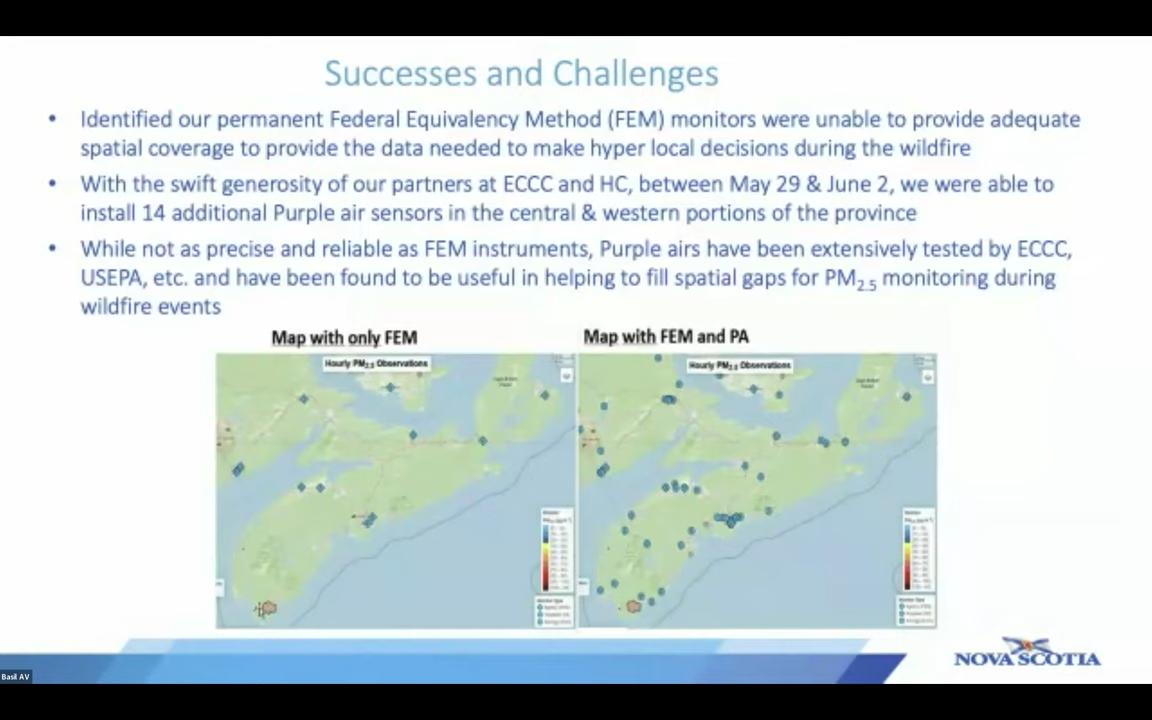 Successes and Challenges
• Identified our permanent Federal Equivalency Method (FEM) monitors were unable to provide adequate
spatial coverage to provide the data needed to make hyper local decisions during the wildfire
• With the swift generosity of our partners at ECCC and HC, between May 29 & June 2, we were able to
install 14 additional Purple air sensors in the central & western portions of the province
• While not as precise and reliable as FEM instruments, Purple airs have been extensively tested by ECCC,
USEPA, etc. and have been found to be useful in helping to fill spatial gaps for PM2.5 monitoring during
wildfire events
Map with only FEM
Map with FEM and PA
Hourly PM2.5 Observations
Hourly PM2.5 Observations
NOVA SCOTIA
Basil AV